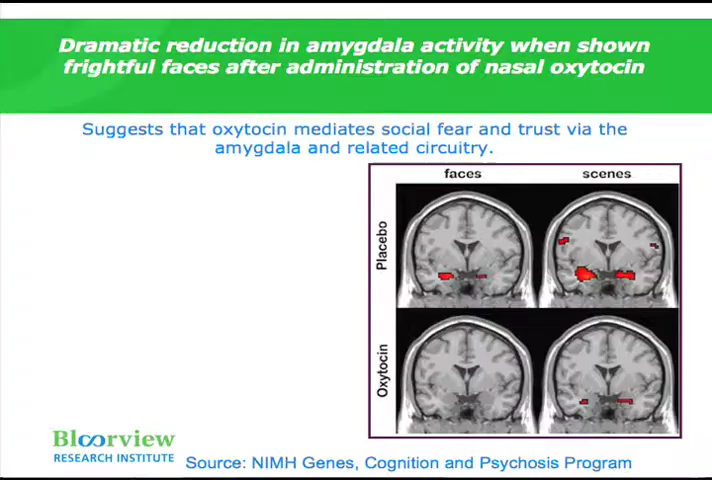 Dramatic reduction in amygdala activity when shown
frightful faces after administration of nasal oxytocin
Suggests that oxytocin mediates social fear and trust via the
amygdala and related circuitry.
faces scenes
Placebo
Oxytocin
Bloorview
RESEARCH INSTITUTE
Source: NIMH Genes, Cognition and Psychosis Program